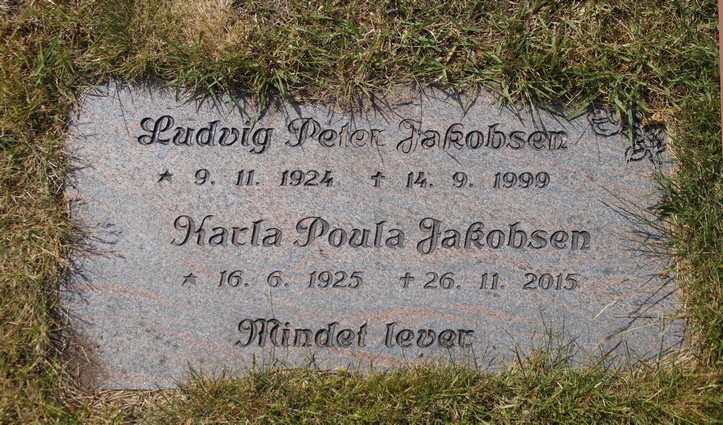 Ludvig Peter Jakobsen
* 9. 11. 1924 † 14. 9. 1999
Karla Poula Jakobsen
* 16. 6. 1925 † 26. 11. 2015
Mindet lever